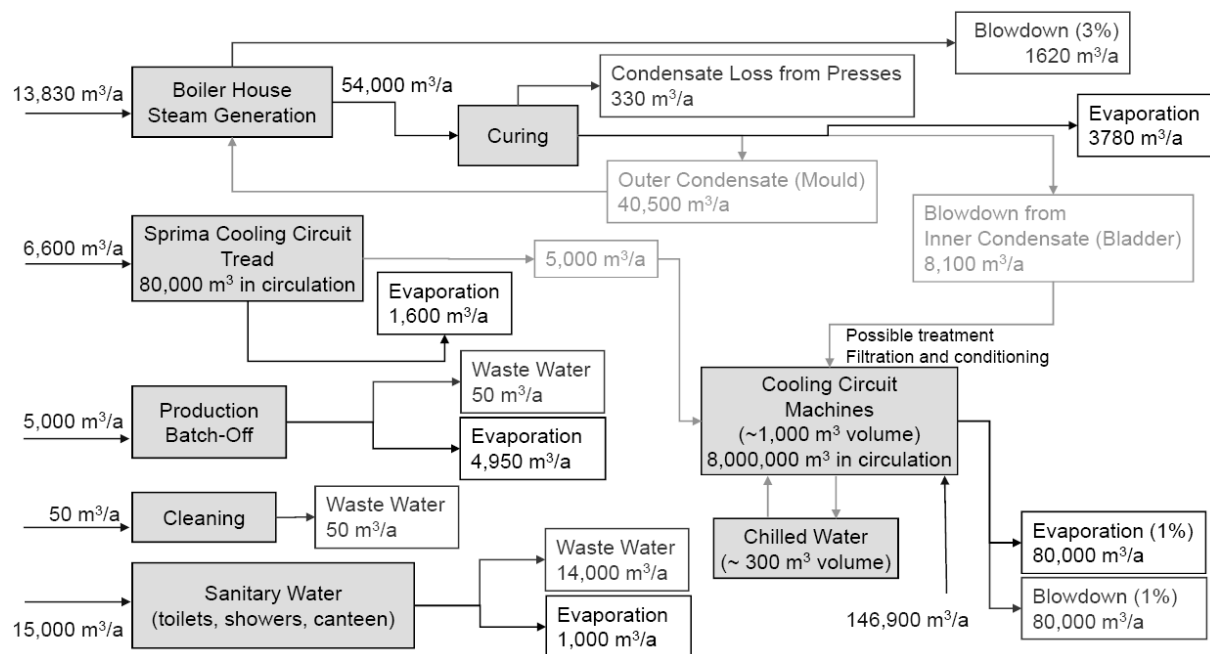 Blowdown (3%)
1620 m³/a
13,830 m³/a
Boiler House
Steam Generation
54,000 m³/a
Condensate Loss from Presses
330 m³/a
Curing
Evaporation
3780 m³/a
Outer Condensate (Mould)
40,500 m³/a
Blowdown from
Inner Condensate (Bladder)
8,100 m³/a
6,600 m³/a
Sprima Cooling Circuit
Tread
80,000 m³ in circulation
5,000 m³/a
Evaporation
1,600 m³/a
Possible treatment
Filtration and conditioning
5,000 m³/a
Production
Batch-Off
Waste Water
50 m³/a
Evaporation
4,950 m³/a
Cooling Circuit
Machines
(~1,000 m³ volume)
8,000,000 m³ in circulation
50 m³/a
Cleaning
Waste Water
50 m³/a
Chilled Water
(~ 300 m³ volume)
Evaporation (1%)
80,000 m³/a
Blowdown (1%)
80,000 m³/a
146,900 m³/a
15,000 m³/a
Sanitary Water
(toilets, showers, canteen)
Waste Water
14,000 m³/a
Evaporation
1,000 m³/a